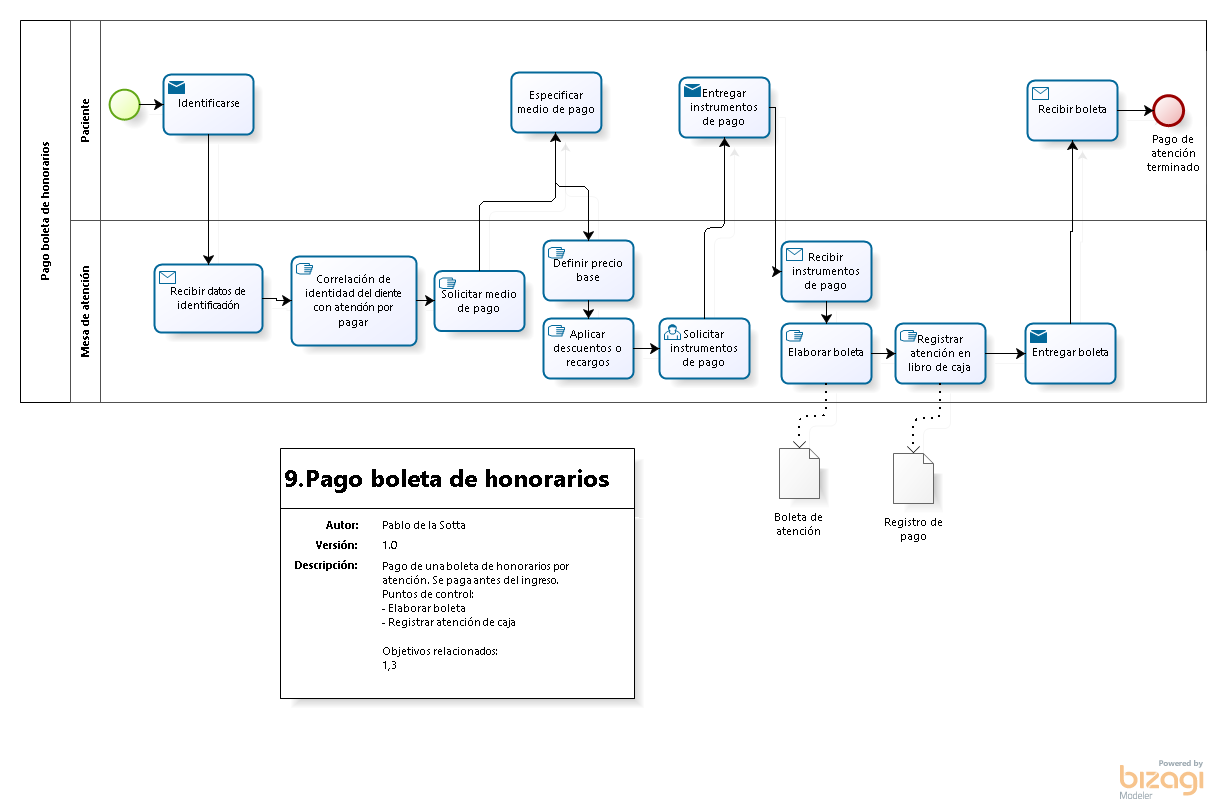 Pago boleta de honorarios
Paciente
Identificarse
Especificar
medio de pago
Entregar
instrumentos
de pago
Recibir boleta
Pago de
atención
terminado
Mesa de atención
Recibir datos de
identificación
Correlación de
identidad del cliente
con atención por
pagar
Solicitar medio
de pago
Definir precio
base
Aplicar
descuentos o
recargos
Solicitar
instrumentos
de pago
Recibir
instrumentos
de pago
Elaborar boleta
Registrar
atención en
libro de caja
Entregar boleta
Boleta de
atención
Registro de
pago
9.Pago boleta de honorarios
Autor: Pablo de la Sotta
Versión: 1.0
Descripción: Pago de una boleta de honorarios por
atención. Se paga antes del ingreso.
Puntos de control:
- Elaborar boleta
- Registrar atención de caja
Objetivos relacionados:
1,3
Powered by
bizagi
Modeler